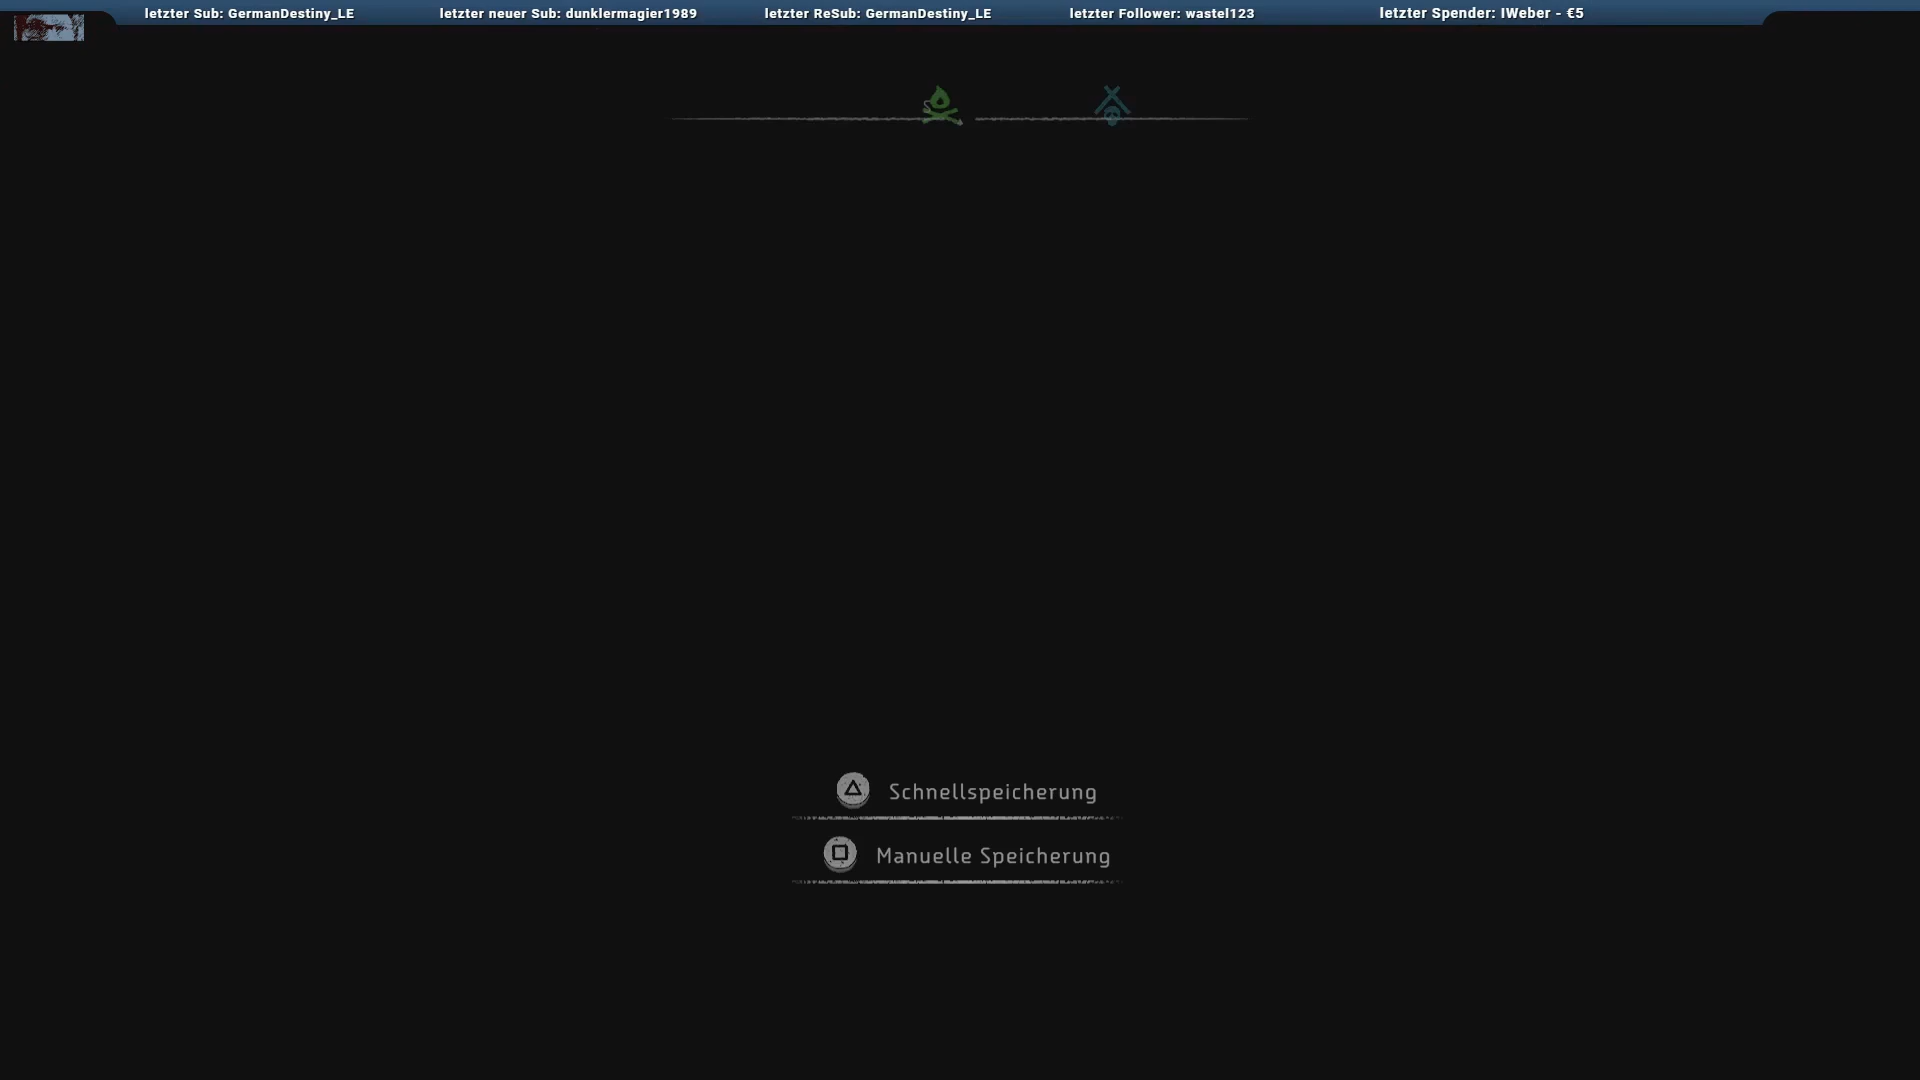 letzter Sub: GermanDestiny_LE
letzter neuer Sub: dunklermagier1989
letzter ReSub: GermanDestiny_LE
letzter Follower: wastel123
letzter Spender: IWeber - €5
Schnellspeicherung
Manuelle Speicherung